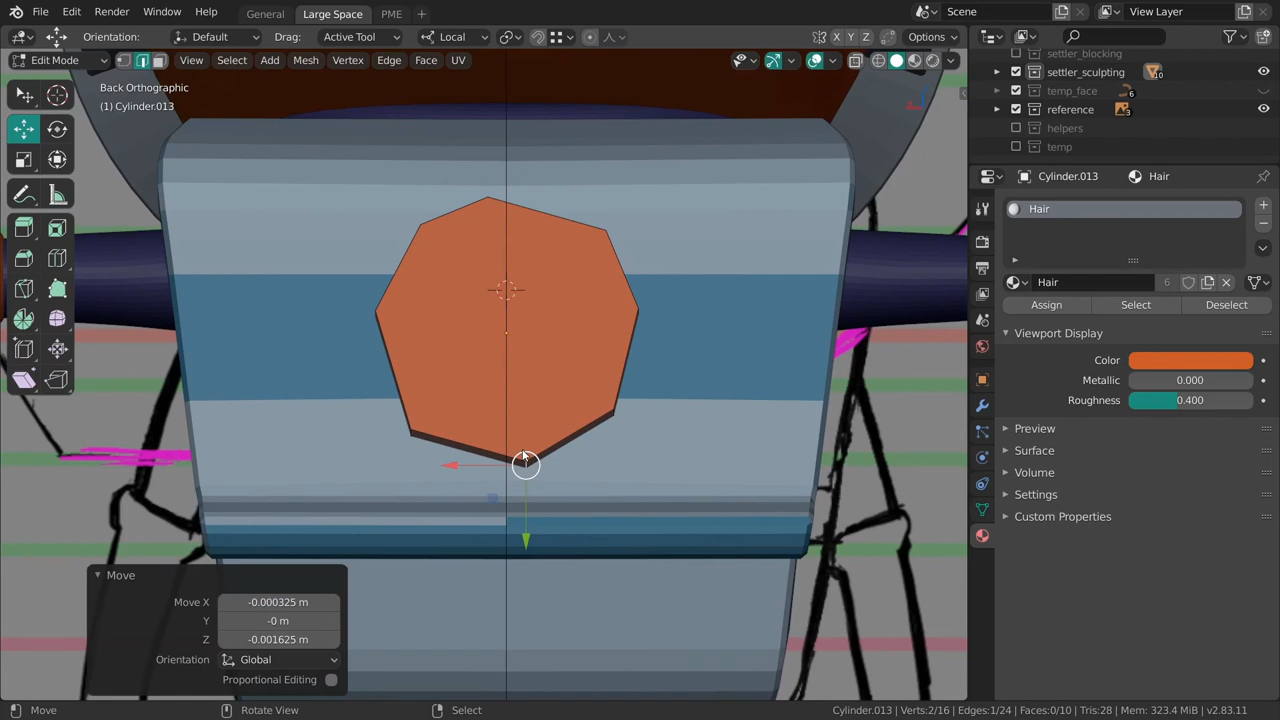 File Edit Render Window Help General Large Space PME + Scene View Layer
Orientation: Default Drag: Active Tool Local X Y Z Options
Edit Mode View Select Add Mesh Vertex Edge Face UV
Back Orthographic
(1) Cylinder.013
settler_blocking
settler_sculpting 10
temp_face 6
reference 3
helpers
temp
Cylinder.013 Hair
Hair
Hair 6
Assign Select Deselect
Viewport Display
Color
Metallic 0.000
Roughness 0.400
Preview
Surface
Volume
Settings
Custom Properties
Move
Move X -0.000325 m
Y -0 m
Z -0.001625 m
Orientation Global
Proportional Editing
Move Rotate View Select Cylinder.013 | Verts:2/16 | Edges:1/24 | Faces:0/10 | Tris:28 | Mem: 323.4 MiB | v2.83.11